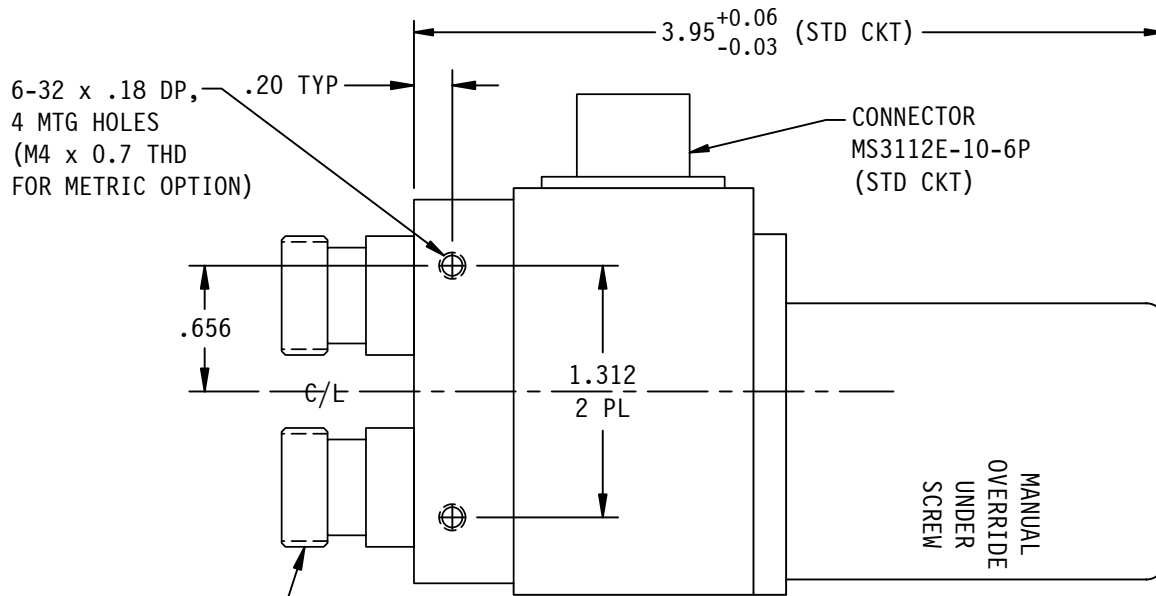 3.95 +0.06 (STD CKT)
-0.03
6-32 x .18 DP,
4 MTG HOLES
(M4 x 0.7 THD
FOR METRIC OPTION)
.20 TYP
CONNECTOR
MS3112E-10-6P
(STD CKT)
.656
C/L
1.312
2 PL
MANUAL
OVERRIDE
UNDER
SCREW